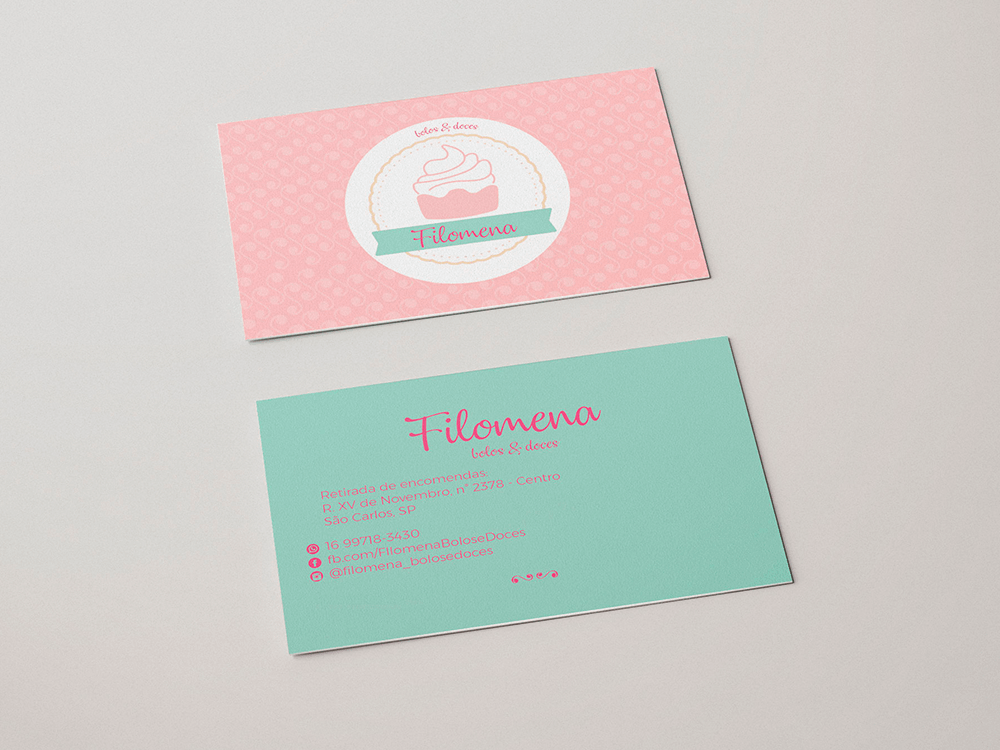 bolos & doces
Filomena
Filomena
bolos & doces
Retirada de encomendas:
R. XV de Novembro, nº 2378 - Centro
São Carlos, SP
16 99718-3430
fb.com/FIlomenaBoloseDoces
@filomena_bolosedoces